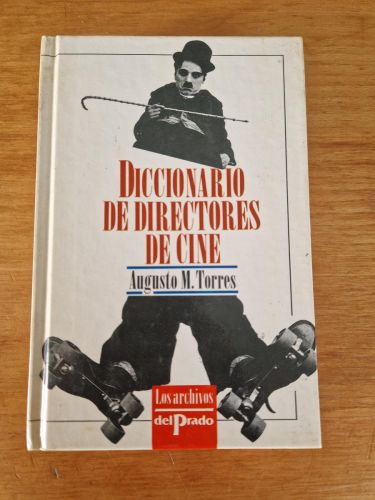 DICCIONARIO
DE DIRECTORES
DE CINE
Augusto M. Torres
Los archivos
del Prado